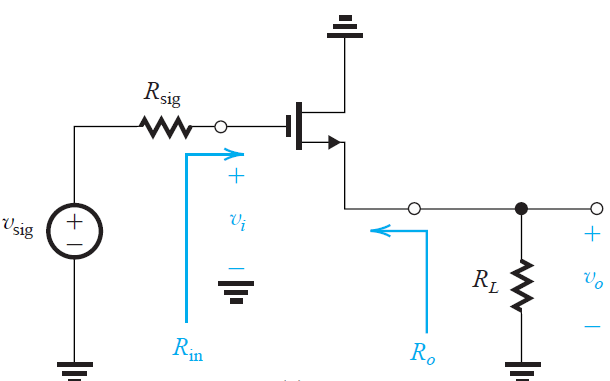 R_sig
v_sig
+
−
+
v_i
−
R_in
R_o
R_L
+
v_o
−